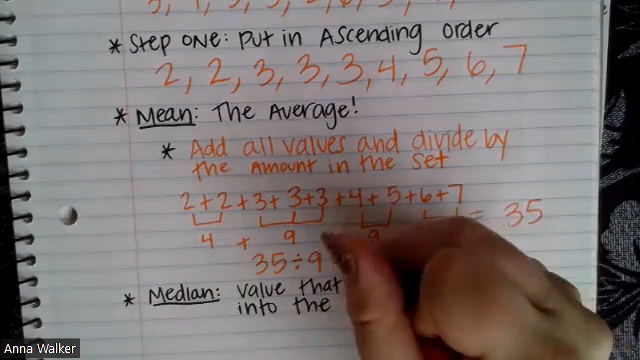 * Step one: Put in Ascending order
2, 2, 3, 3, 3, 4, 5, 6, 7
* Mean: The Average!
* Add all values and divide by
the amount in the set
2+2+3+3+3+4+5+6+7 = 35
4 + 9 9
35÷9
* Median: value that
into the
Anna Walker